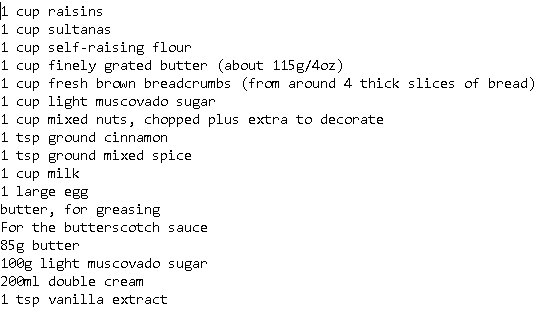 1 cup raisins
1 cup sultanas
1 cup self-raising flour
1 cup finely grated butter (about 115g/4oz)
1 cup fresh brown breadcrumbs (from around 4 thick slices of bread)
1 cup light muscovado sugar
1 cup mixed nuts, chopped plus extra to decorate
1 tsp ground cinnamon
1 tsp ground mixed spice
1 cup milk
1 large egg
butter, for greasing
For the butterscotch sauce
85g butter
100g light muscovado sugar
200ml double cream
1 tsp vanilla extract